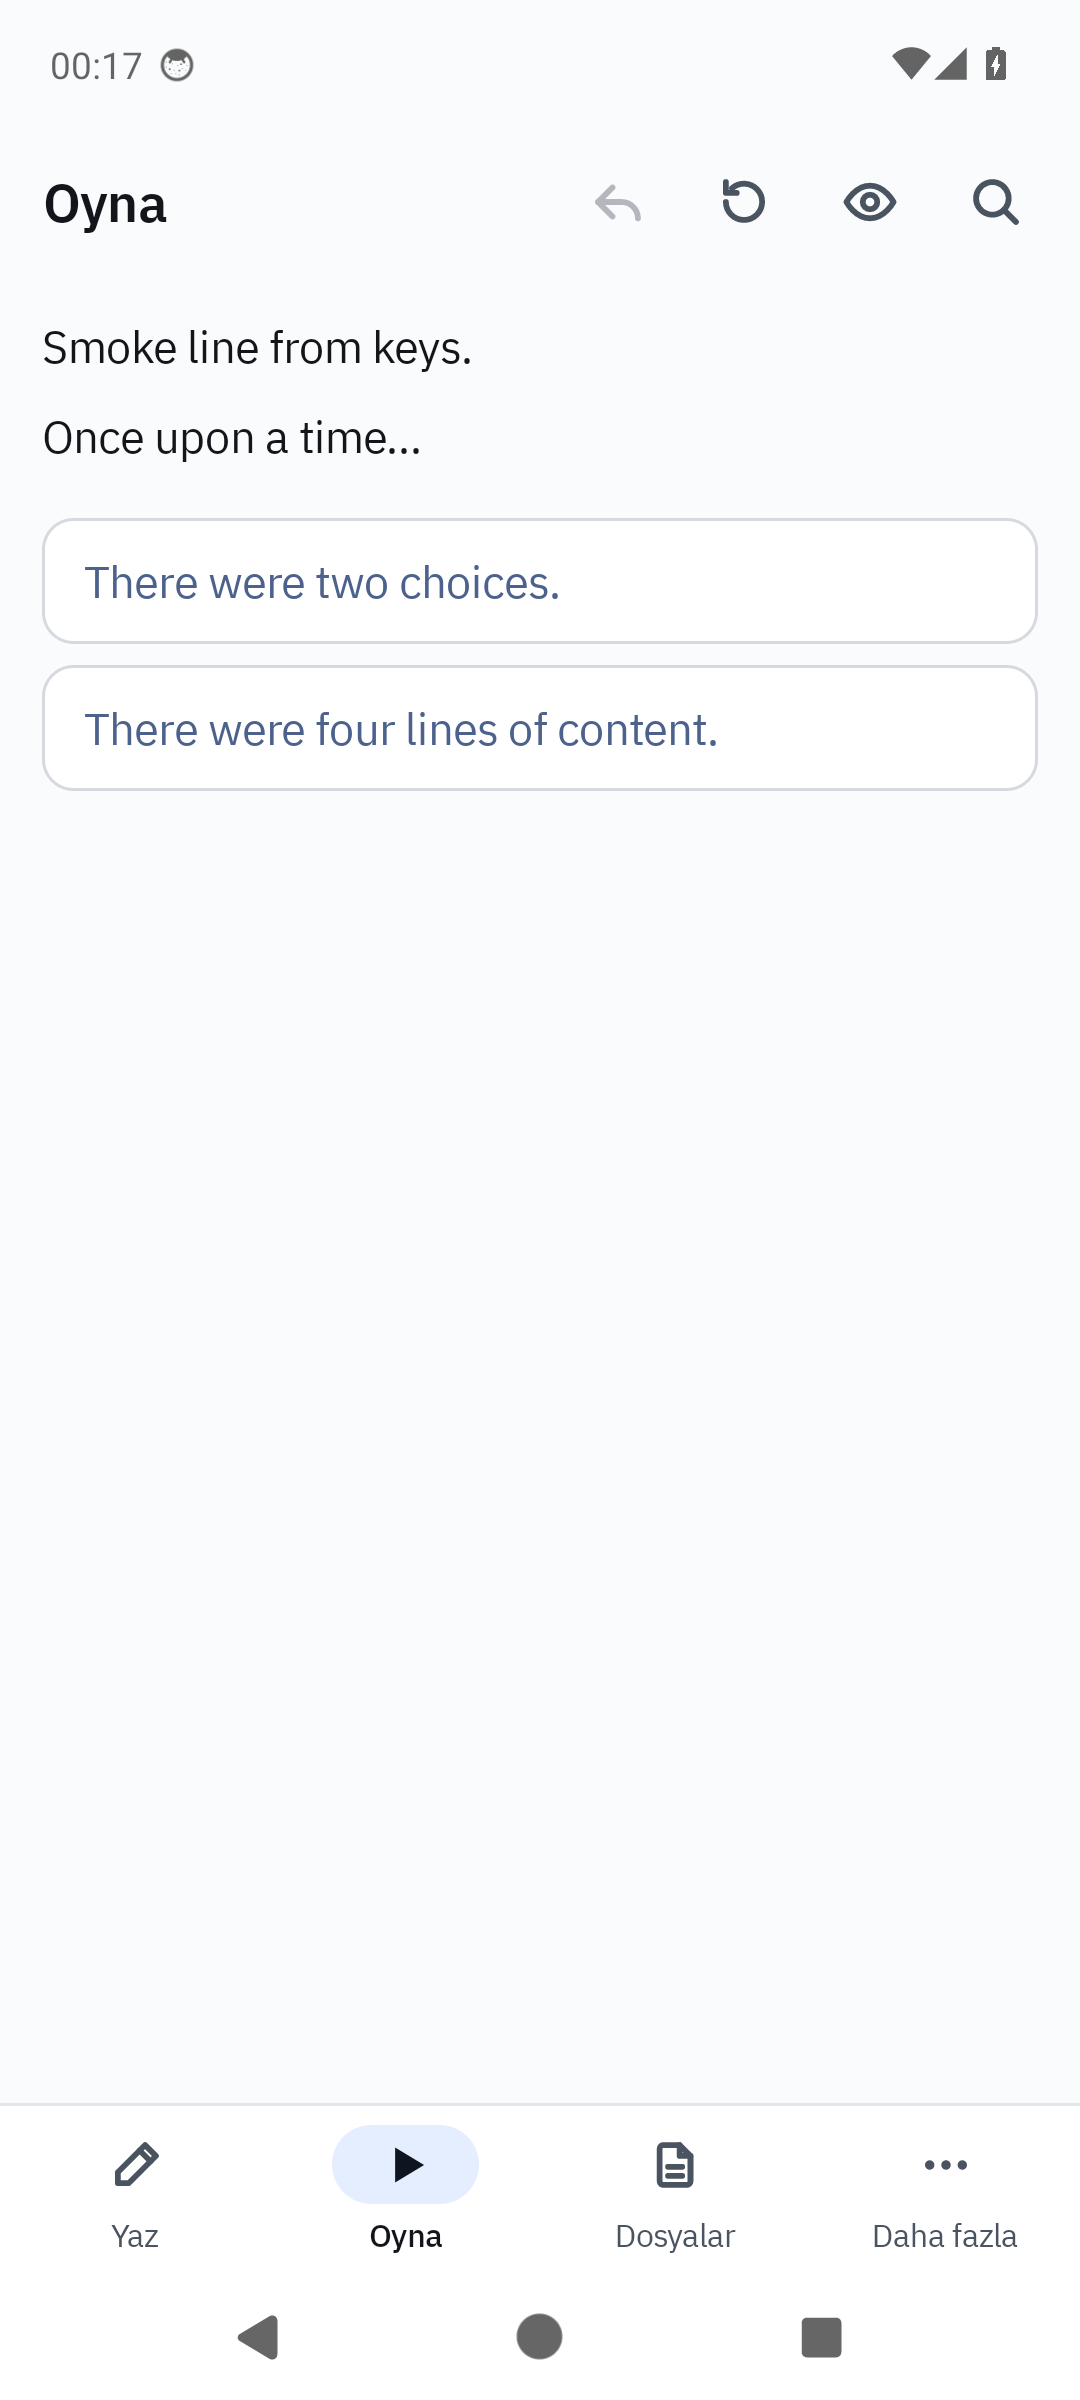 00:17
Oyna
Smoke line from keys.
Once upon a time...
There were two choices.
There were four lines of content.
Yaz
Oyna
Dosyalar
Daha fazla